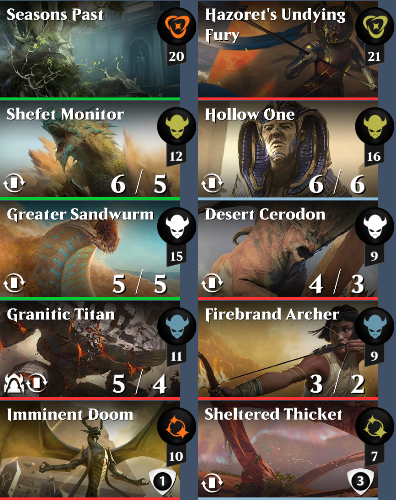 Seasons Past
20
Hazoret's Undying
Fury
21
Shefet Monitor
12
6 / 5
Hollow One
16
6 / 6
Greater Sandwurm
15
5 / 5
Desert Cerodon
9
4 / 3
Granitic Titan
11
5 / 4
Firebrand Archer
9
3 / 2
Imminent Doom
10
1
Sheltered Thicket
7
3